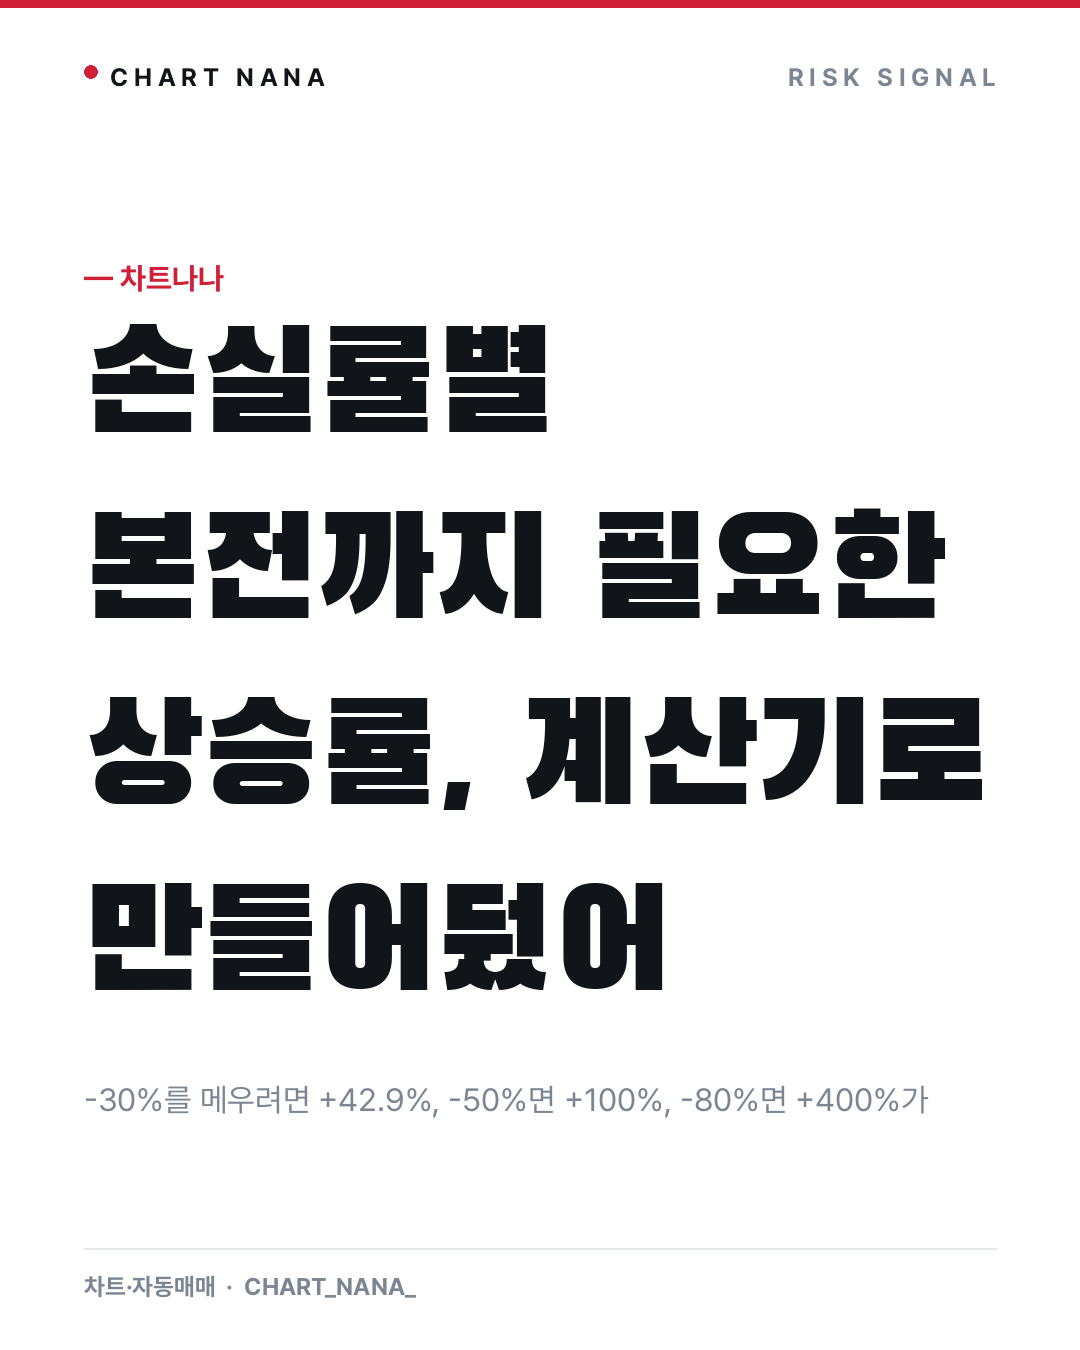 CHART NANA
RISK SIGNAL
— 차트나나
손실률별
본전까지 필요한
상승률, 계산기로
만들어뒀어
-30%를 메우려면 +42.9%, -50%면 +100%, -80%면 +400%가
차트·자동매매 · CHART_NANA_